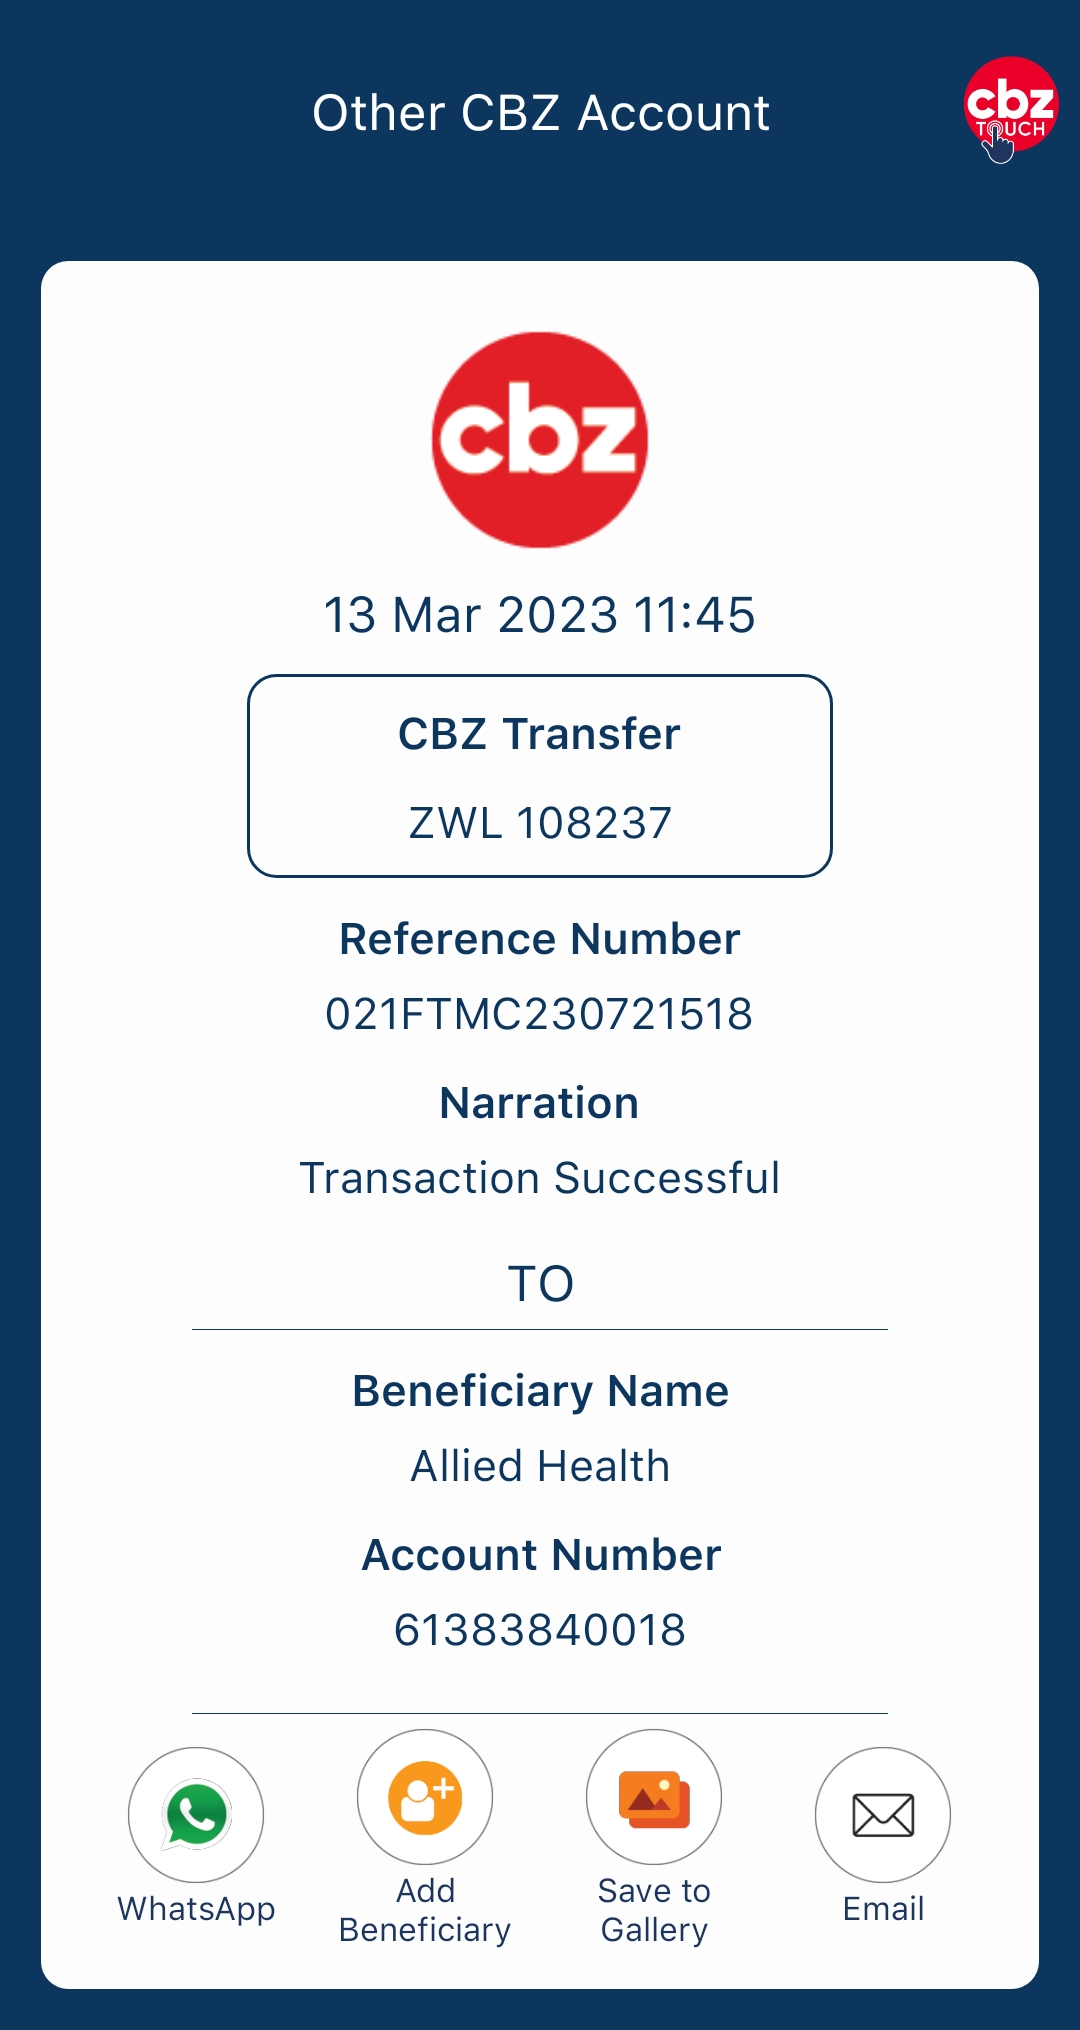 Other CBZ Account
cbz
TOUCH
cbz
13 Mar 2023 11:45
CBZ Transfer
ZWL 108237
Reference Number
021FTMC230721518
Narration
Transaction Successful
TO
Beneficiary Name
Allied Health
Account Number
61383840018
WhatsApp
Add
Beneficiary
Save to
Gallery
Email